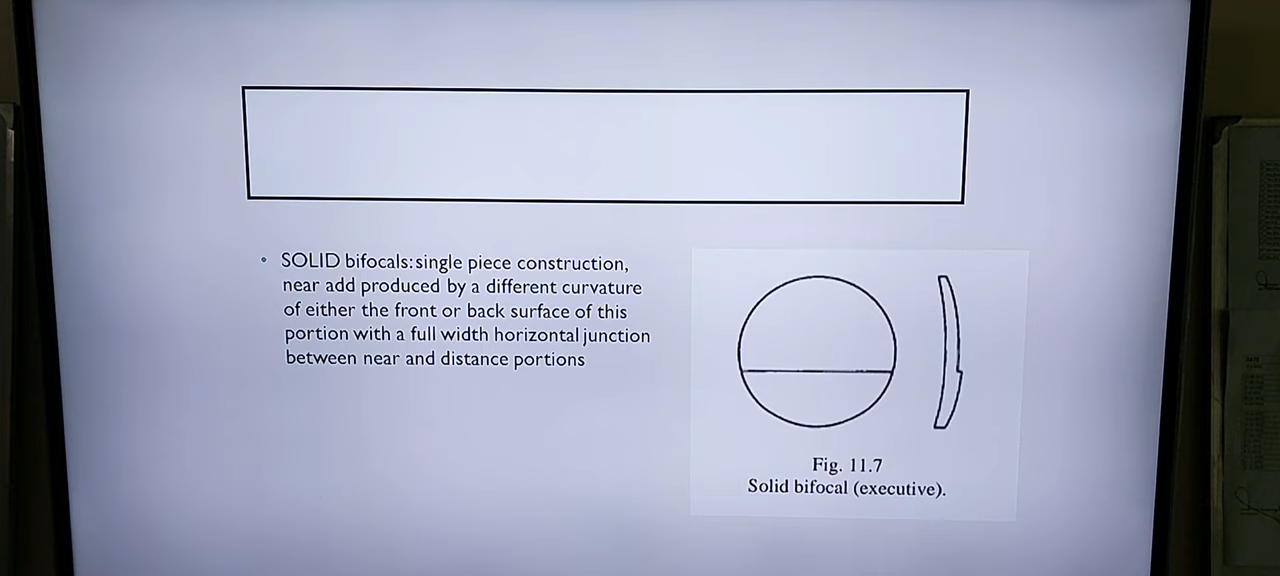 • SOLID bifocals:single piece construction,
near add produced by a different curvature
of either the front or back surface of this
portion with a full width horizontal junction
between near and distance portions
Fig. 11.7
Solid bifocal (executive).